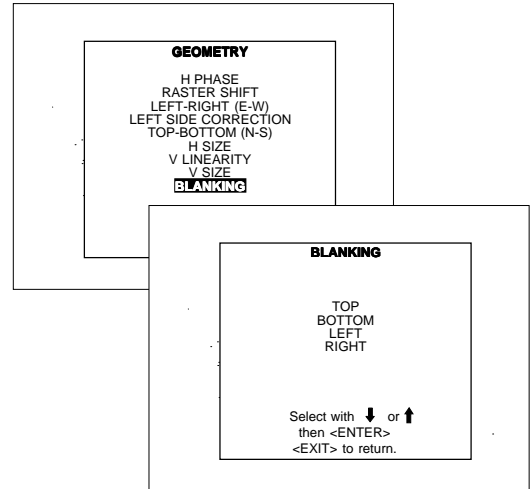 GEOMETRY
H PHASE
RASTER SHIFT
LEFT-RIGHT (E-W)
LEFT SIDE CORRECTION
TOP-BOTTOM (N-S)
H SIZE
V LINEARITY
V SIZE
BLANKING
BLANKING
TOP
BOTTOM
LEFT
RIGHT
Select with ⬇ or ⬆
then <ENTER>
<EXIT> to return.